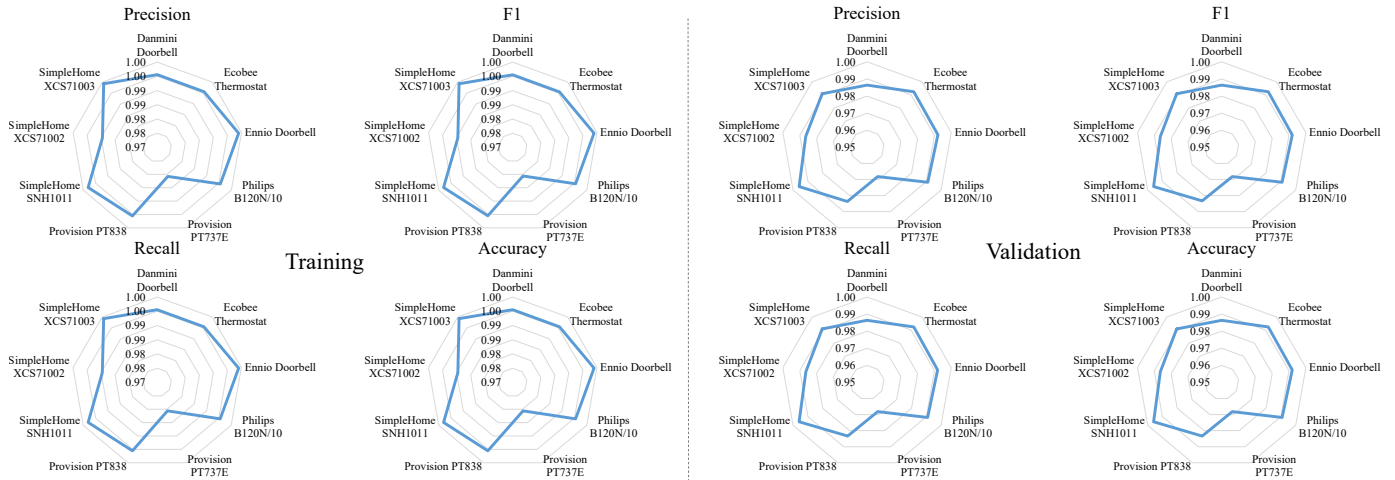 Precision
Danmini
Doorbell
Ecobee
Thermostat
Ennio Doorbell
Philips
B120N/10
Provision
PT737E
Provision PT838
SimpleHome
SNH1011
SimpleHome
XCS71002
SimpleHome
XCS71003
1.00
1.00
0.99
0.99
0.98
0.98
0.97
F1
Danmini
Doorbell
Ecobee
Thermostat
Ennio Doorbell
Philips
B120N/10
Provision
PT737E
Provision PT838
SimpleHome
SNH1011
SimpleHome
XCS71002
SimpleHome
XCS71003
1.00
1.00
0.99
0.99
0.98
0.98
0.97
Training
Recall
Danmini
Doorbell
Ecobee
Thermostat
Ennio Doorbell
Philips
B120N/10
Provision
PT737E
Provision PT838
SimpleHome
SNH1011
SimpleHome
XCS71002
SimpleHome
XCS71003
1.00
1.00
0.99
0.99
0.98
0.98
0.97
Accuracy
Danmini
Doorbell
Ecobee
Thermostat
Ennio Doorbell
Philips
B120N/10
Provision
PT737E
Provision PT838
SimpleHome
SNH1011
SimpleHome
XCS71002
SimpleHome
XCS71003
1.00
1.00
0.99
0.99
0.98
0.98
0.97
Precision
Danmini
Doorbell
Ecobee
Thermostat
Ennio Doorbell
Philips
B120N/10
Provision
PT737E
Provision PT838
SimpleHome
SNH1011
SimpleHome
XCS71002
SimpleHome
XCS71003
1.00
0.99
0.98
0.97
0.96
0.95
F1
Danmini
Doorbell
Ecobee
Thermostat
Ennio Doorbell
Philips
B120N/10
Provision
PT737E
Provision PT838
SimpleHome
SNH1011
SimpleHome
XCS71002
SimpleHome
XCS71003
1.00
0.99
0.98
0.97
0.96
0.95
Validation
Recall
Danmini
Doorbell
Ecobee
Thermostat
Ennio Doorbell
Philips
B120N/10
Provision
PT737E
Provision PT838
SimpleHome
SNH1011
SimpleHome
XCS71002
SimpleHome
XCS71003
1.00
0.99
0.98
0.97
0.96
0.95
Accuracy
Danmini
Doorbell
Ecobee
Thermostat
Ennio Doorbell
Philips
B120N/10
Provision
PT737E
Provision PT838
SimpleHome
SNH1011
SimpleHome
XCS71002
SimpleHome
XCS71003
1.00
0.99
0.98
0.97
0.96
0.95